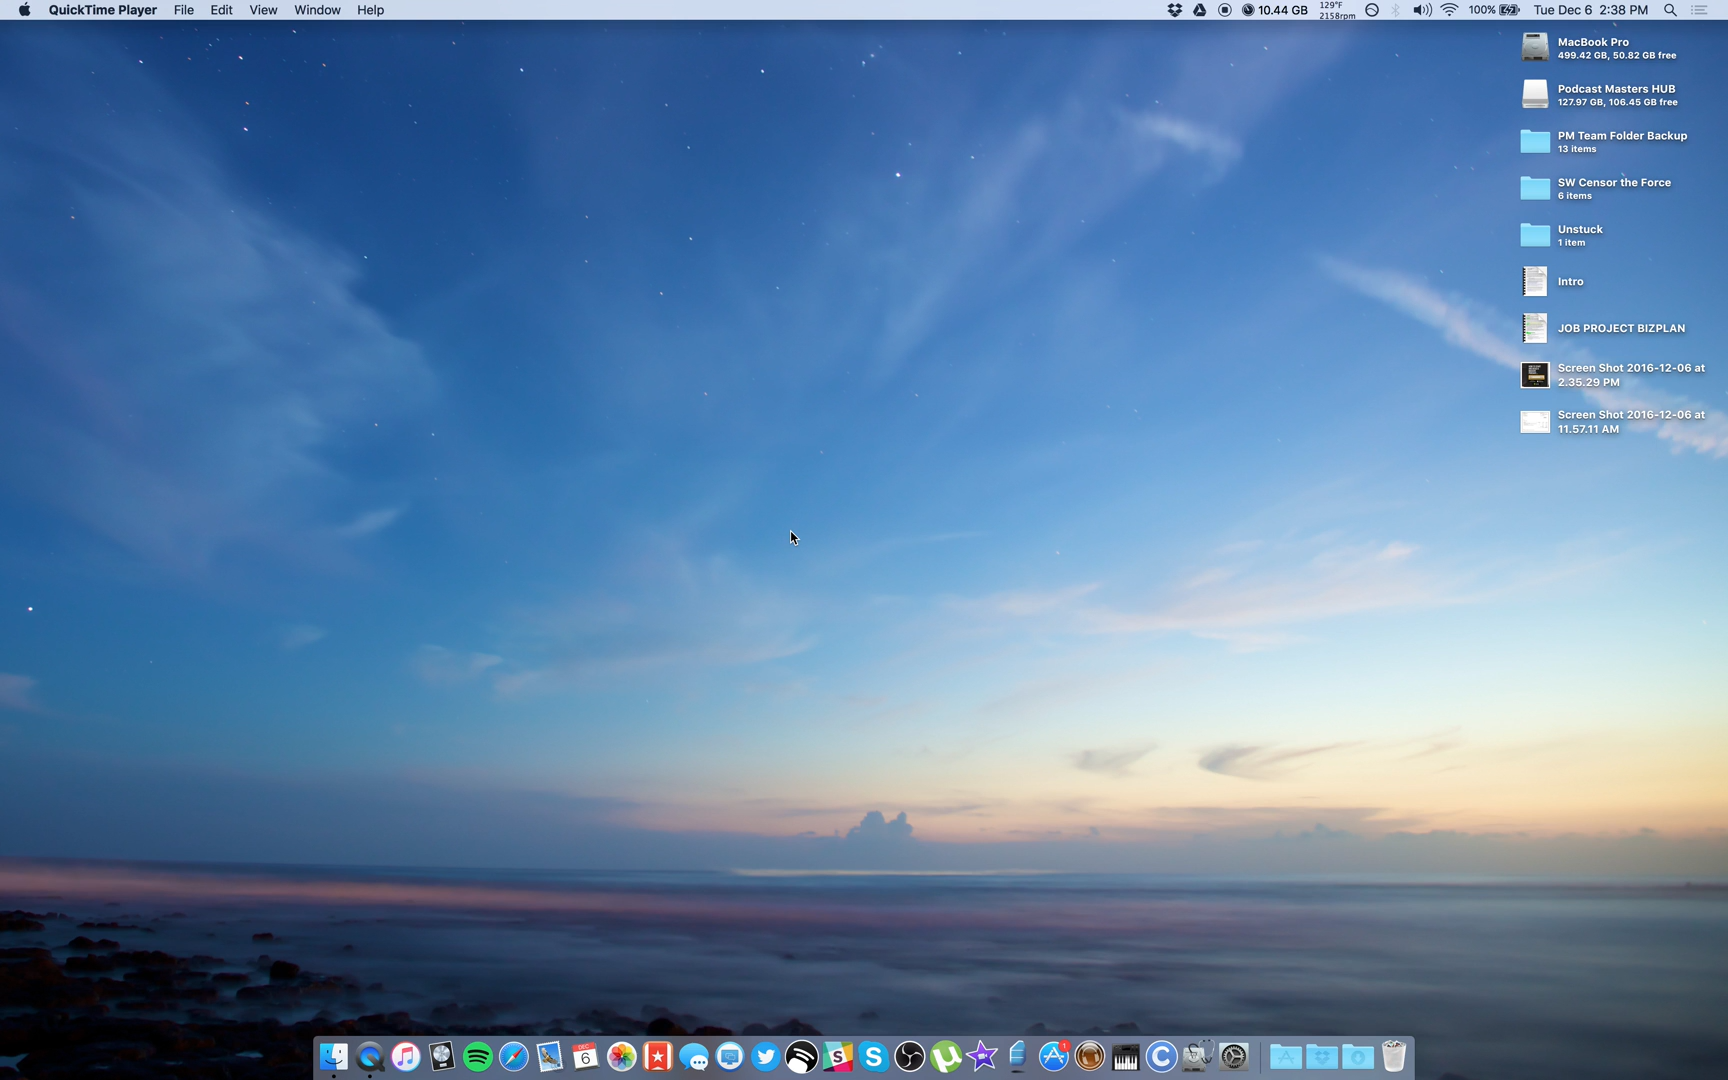 QuickTime Player File Edit View Window Help 10.44 GB 129°F 2158rpm 100% Tue Dec 6 2:38 PM
MacBook Pro
499.42 GB, 50.82 GB free
Podcast Masters HUB
127.97 GB, 106.45 GB free
PM Team Folder Backup
13 items
SW Censor the Force
6 items
Unstuck
1 item
Intro
JOB PROJECT BIZPLAN
Screen Shot 2016-12-06 at
2.35.29 PM
Screen Shot 2016-12-06 at
11.57.11 AM
DEC
6
1